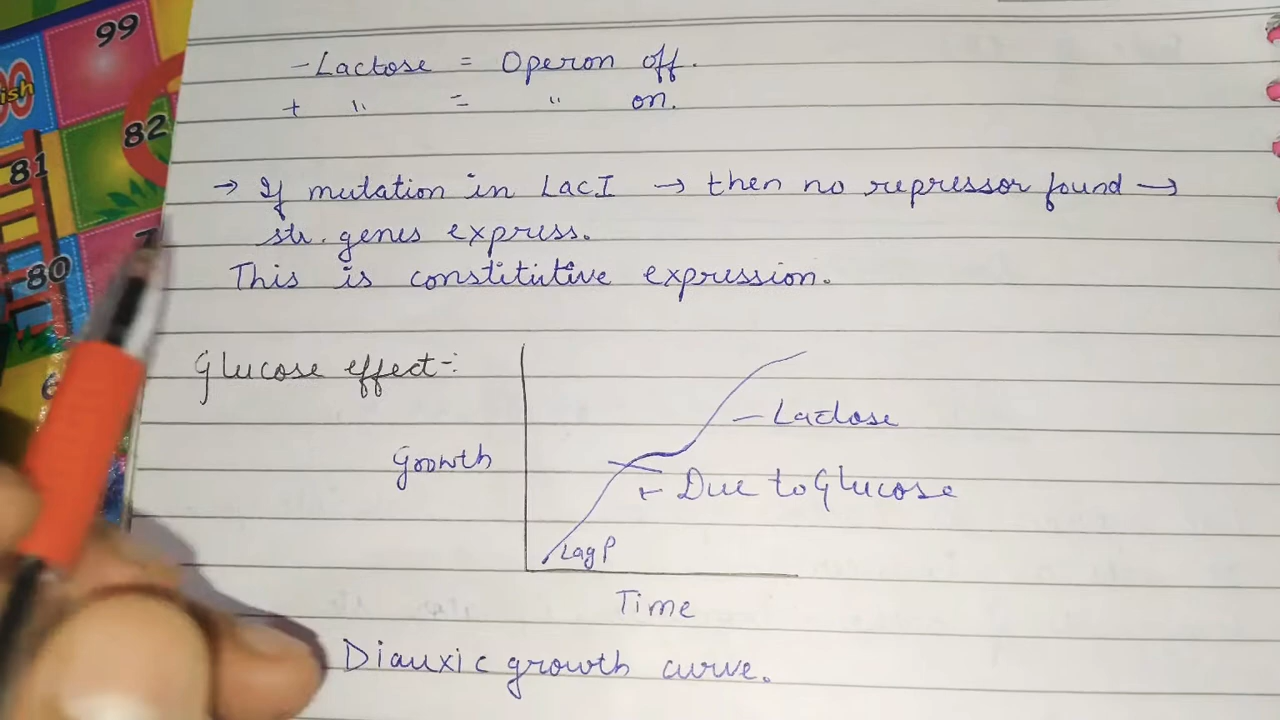 99
82
81
80
ish
- Lactose = Operon off.
+ " = " on.
→ If mutation in LacI → then no repressor found →
str. genes express.
This is constitutive expression.
Glucose effect -:
- Lactose
Growth
← Due to Glucose
Lag P
Time
Diauxic growth curve.